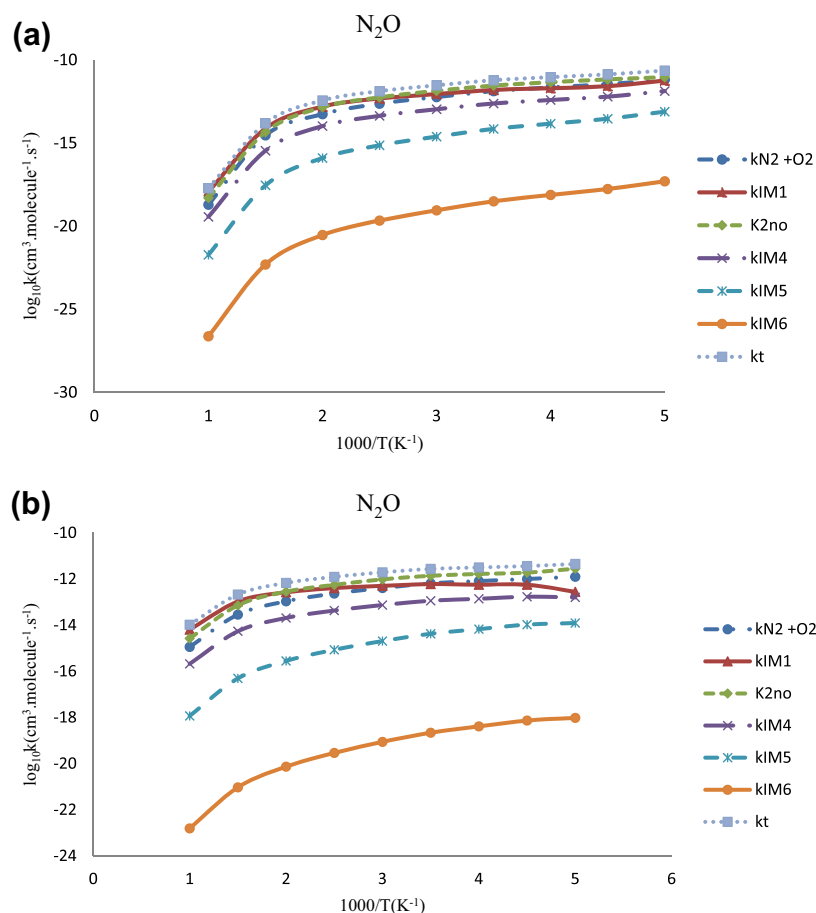 (a)
N₂O
-10
-15
-20
-25
-30
log₁₀k(cm³.molecule⁻¹.s⁻¹)
0 1 2 3 4 5
1000/T(K⁻¹)
kN2 +O2
kIM1
K2no
kIM4
kIM5
kIM6
kt
(b)
N₂O
-10
-12
-14
-16
-18
-20
-22
-24
log₁₀k(cm³.molecule⁻¹.s⁻¹)
0 1 2 3 4 5 6
1000/T(K⁻¹)
kN2 +O2
kIM1
K2no
kIM4
kIM5
kIM6
kt